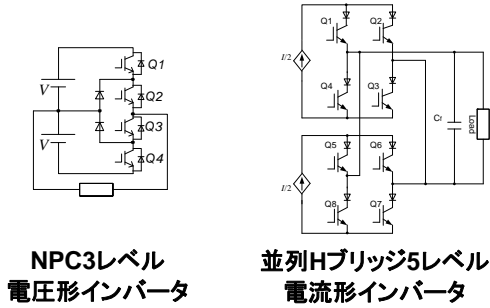 V
V
Q1
Q2
Q3
Q4
NPC3レベル
電圧形インバータ
I/2
I/2
Q1
Q2
Q4
Q3
Q5
Q6
Q8
Q7
Cf
Load
並列Hブリッジ5レベル
電流形インバータ